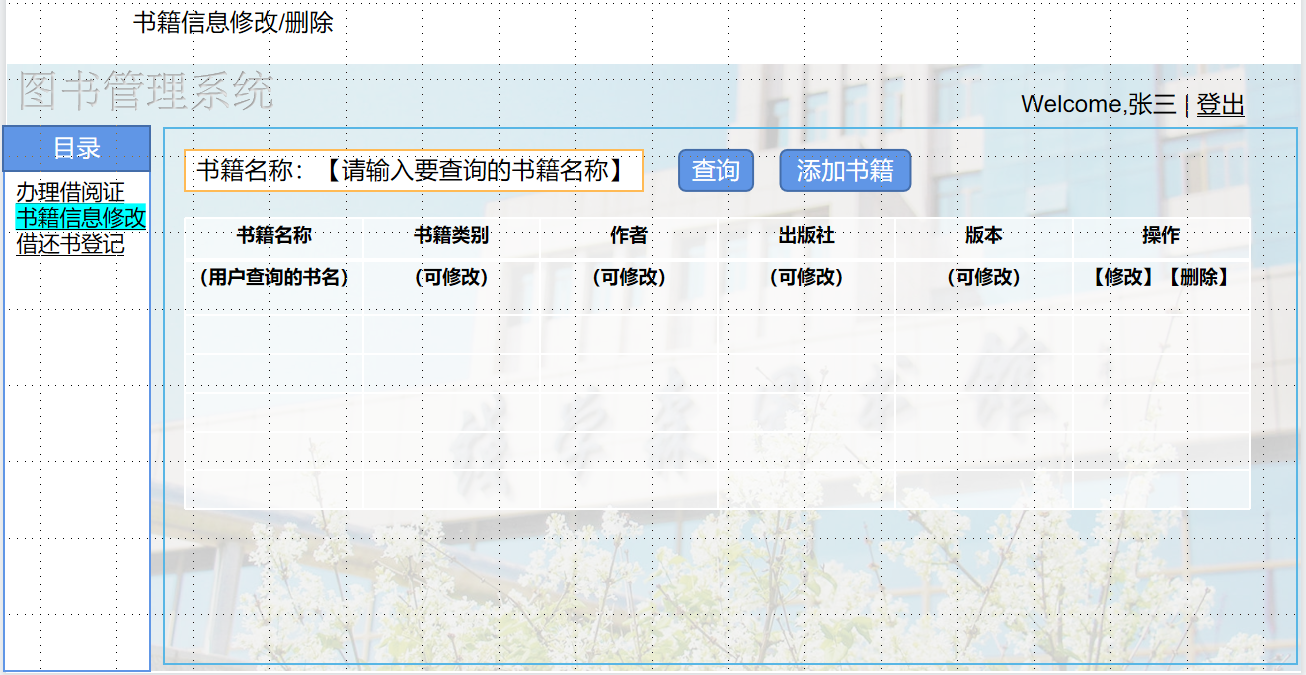 书籍信息修改/删除
图书管理系统
Welcome,张三 | 登出
目录
办理借阅证
书籍信息修改
借还书登记
书籍名称：【请输入要查询的书籍名称】 查询 添加书籍
书籍名称 书籍类别 作者 出版社 版本 操作
（用户查询的书名） （可修改） （可修改） （可修改） （可修改） 【修改】【删除】